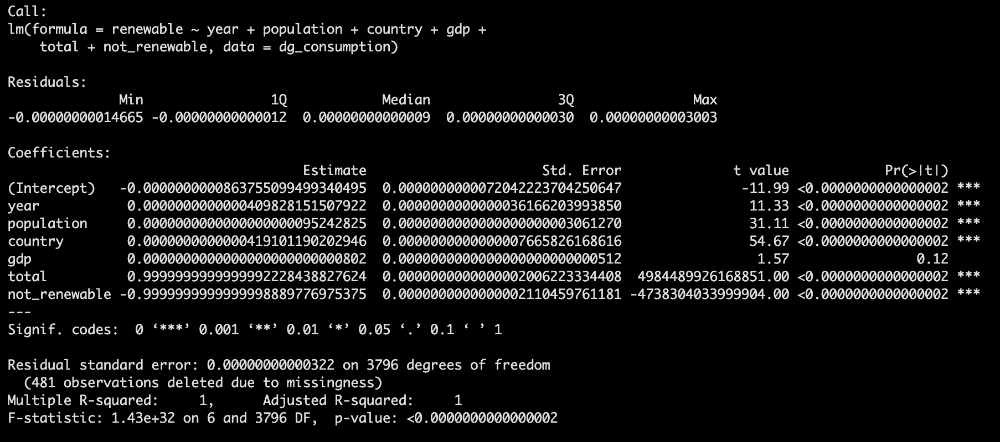 Call:
lm(formula = renewable ~ year + population + country + gdp +
    total + not_renewable, data = dg_consumption)

Residuals:
              Min                1Q            Median                3Q               Max
-0.00000000014665 -0.00000000000012  0.00000000000009  0.00000000000030  0.00000000003003

Coefficients:
                                     Estimate                      Std. Error              t value            Pr(>|t|)
(Intercept)   -0.0000000000863755099499340495  0.0000000000072042223704250647               -11.99 <0.0000000000000002 ***
year           0.0000000000000409828151507922  0.0000000000000036166203993850                11.33 <0.0000000000000002 ***
population     0.0000000000000000000095242825  0.0000000000000000000003061270                31.11 <0.0000000000000002 ***
country        0.0000000000000419101190202946  0.0000000000000007665826168616                54.67 <0.0000000000000002 ***
gdp            0.0000000000000000000000000802  0.0000000000000000000000000512                 1.57                0.12
total          0.9999999999999992228438827624  0.0000000000000002006223334408  4984489926168851.00 <0.0000000000000002 ***
not_renewable -0.9999999999999998889776975375  0.0000000000000002110459761181 -4738304033999904.00 <0.0000000000000002 ***
---
Signif. codes:  0 ‘***’ 0.001 ‘**’ 0.01 ‘*’ 0.05 ‘.’ 0.1 ‘ ’ 1

Residual standard error: 0.00000000000322 on 3796 degrees of freedom
  (481 observations deleted due to missingness)
Multiple R-squared:     1,      Adjusted R-squared:     1
F-statistic: 1.43e+32 on 6 and 3796 DF,  p-value: <0.0000000000000002